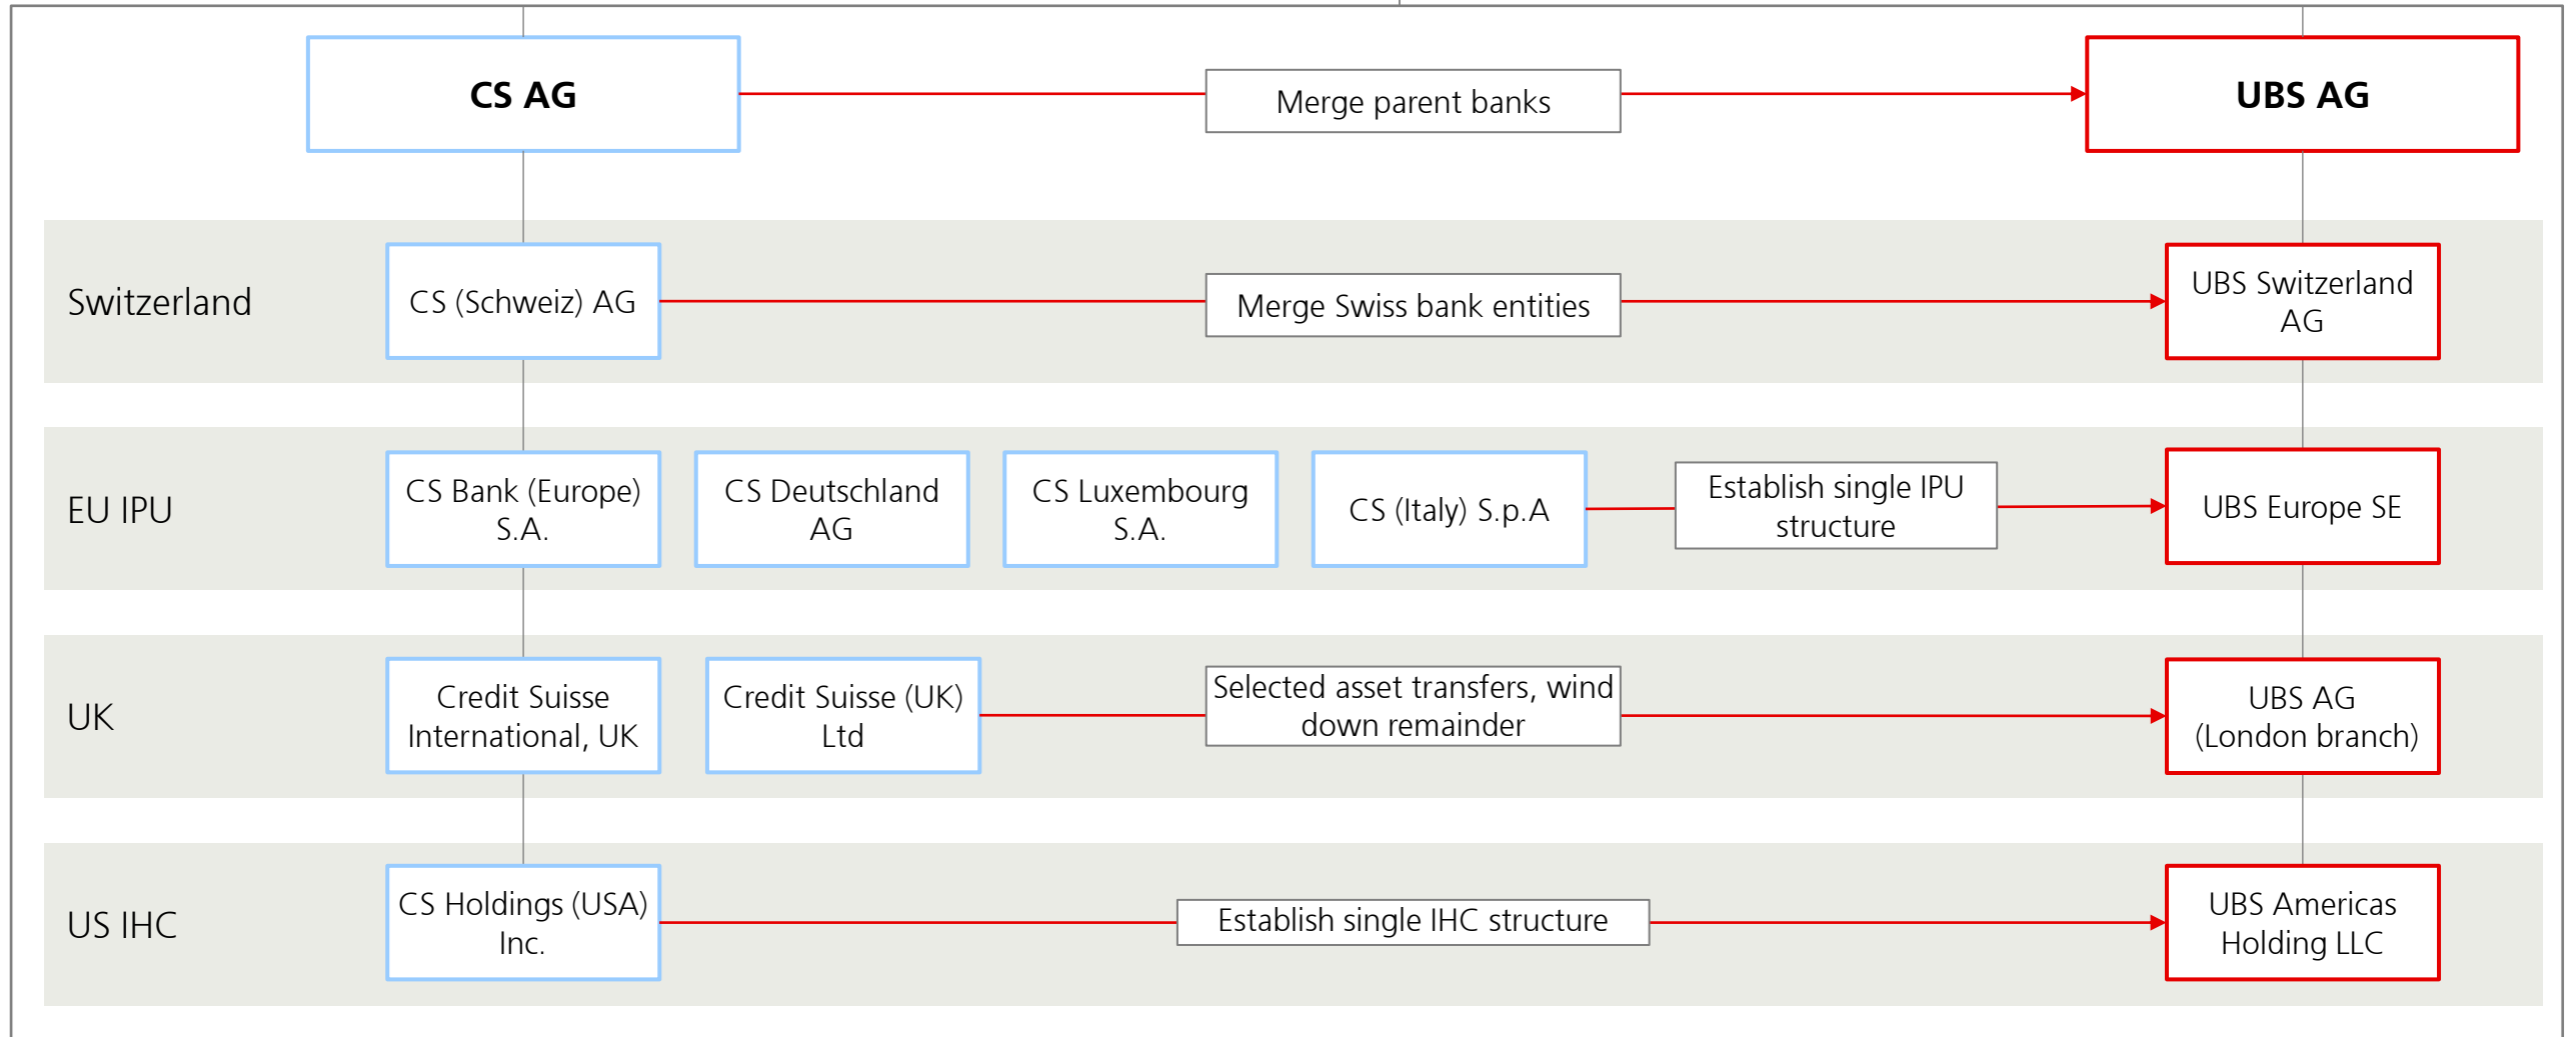 CS AG
Merge parent banks
UBS AG
Switzerland
CS (Schweiz) AG
Merge Swiss bank entities
UBS Switzerland
AG
EU IPU
CS Bank (Europe)
S.A.
CS Deutschland
AG
CS Luxembourg
S.A.
CS (Italy) S.p.A
Establish single IPU
structure
UBS Europe SE
UK
Credit Suisse
International, UK
Credit Suisse (UK)
Ltd
Selected asset transfers, wind
down remainder
UBS AG
(London branch)
US IHC
CS Holdings (USA)
Inc.
Establish single IHC structure
UBS Americas
Holding LLC